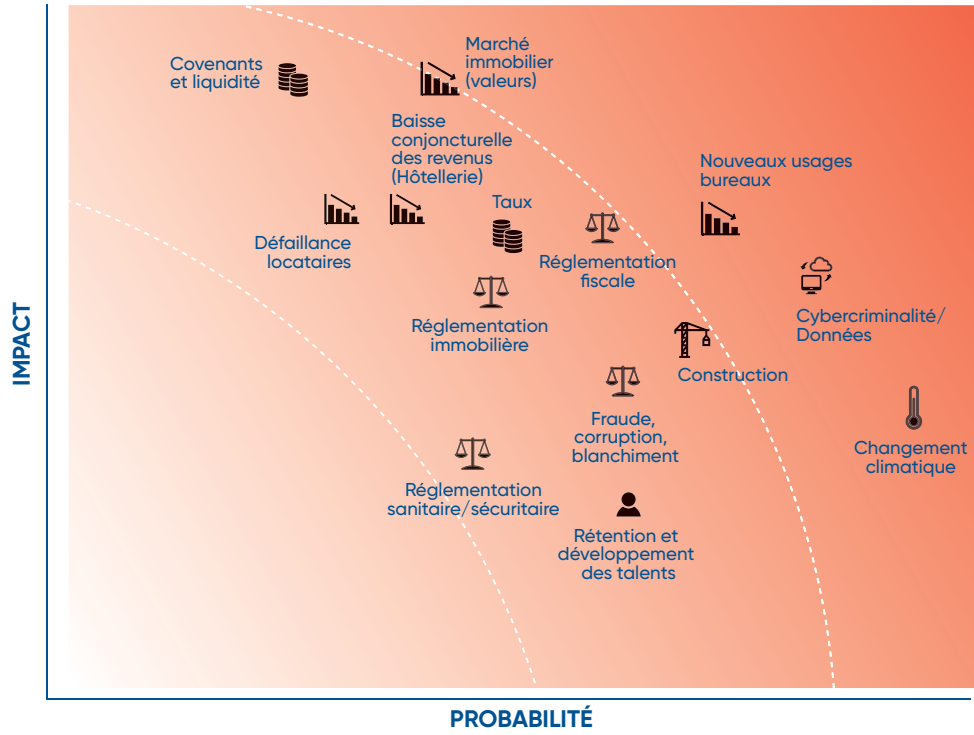 IMPACT
Covenants
et liquidité
Marché
immobilier
(valeurs)
Baisse
conjoncturelle
des revenus
(Hôtellerie)
Nouveaux usages
bureaux
Taux
Défaillance
locataires
Réglementation
fiscale
Cybercriminalité/
Données
Réglementation
immobilière
Construction
Fraude,
corruption,
blanchiment
Changement
climatique
Réglementation
sanitaire/sécuritaire
Rétention et
développement
des talents
PROBABILITÉ